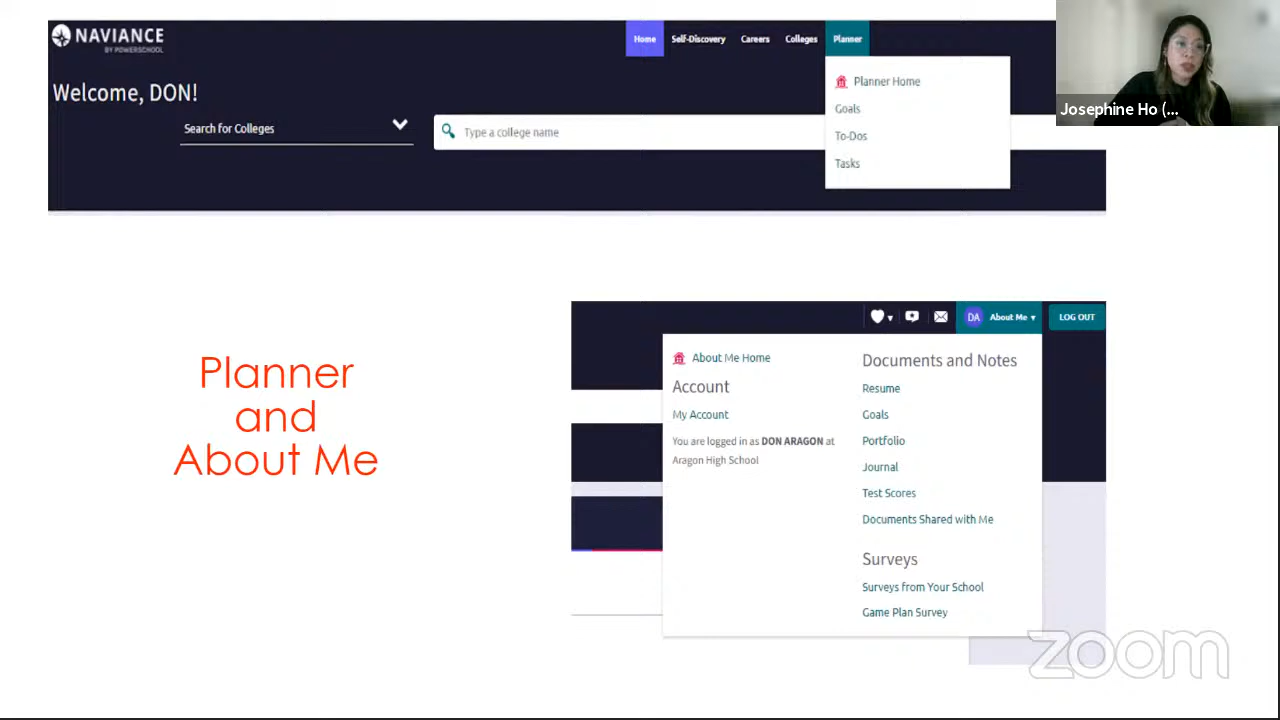 NAVIANCE
BY POWERSCHOOL
Home Self-Discovery Careers Colleges Planner
Welcome, DON!
Search for Colleges
Type a college name
Planner Home
Goals
To-Dos
Tasks
Josephine Ho (...
Planner
and
About Me
DA About Me LOG OUT
About Me Home
Account
My Account
You are logged in as DON ARAGON at
Aragon High School
Documents and Notes
Resume
Goals
Portfolio
Journal
Test Scores
Documents Shared with Me
Surveys
Surveys from Your School
Game Plan Survey
zoom